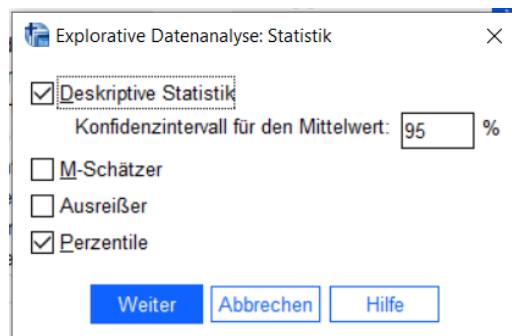 Explorative Datenanalyse: Statistik
Deskriptive Statistik
Konfidenzintervall für den Mittelwert: 95 %
M-Schätzer
Ausreißer
Perzentile
Weiter Abbrechen Hilfe